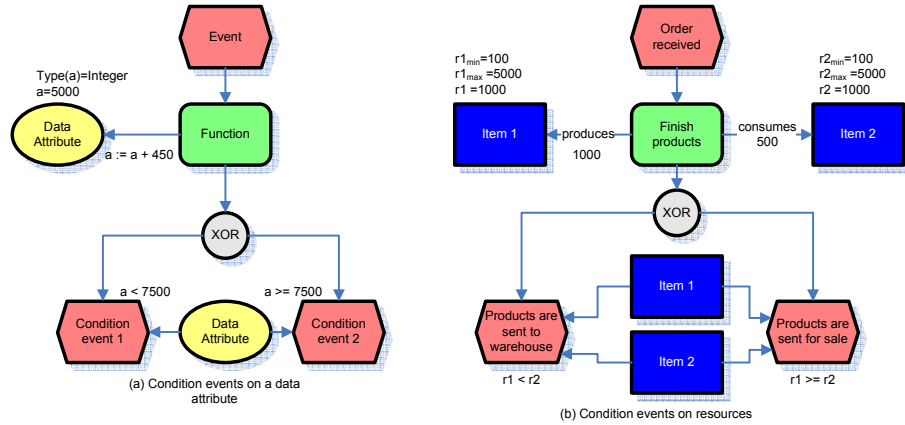 Event
Type(a)=Integer
a=5000
Data
Attribute
Function
a := a + 450
XOR
a < 7500
a >= 7500
Condition
event 1
Data
Attribute
Condition
event 2
(a) Condition events on a data
attribute
Order
received
r1min=100
r1max =5000
r1 =1000
r2min=100
r2max=5000
r2 =1000
Item 1
produces
1000
Finish
products
consumes
500
Item 2
XOR
Item 1
Products are
sent to
warehouse
Products are
sent for sale
Item 2
r1 < r2
r1 >= r2
(b) Condition events on resources